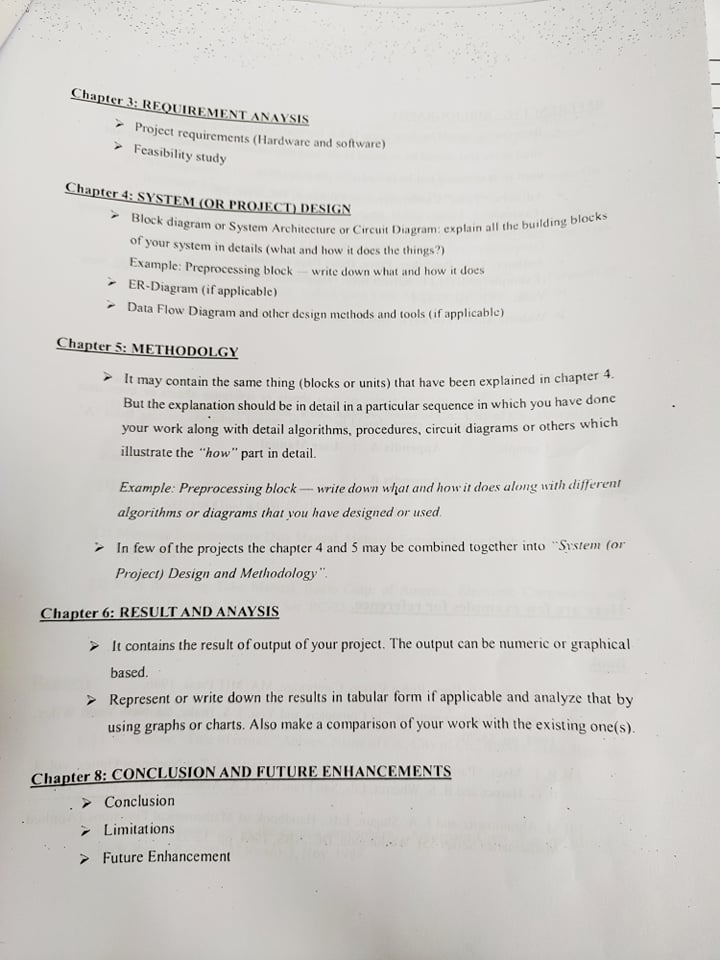 Chapter 3: REQUIREMENT ANAYSIS
➢ Project requirements (Hardware and software)
➢ Feasibility study
Chapter 4: SYSTEM (OR PROJECT) DESIGN
➢ Block diagram or System Architecture or Circuit Diagram: explain all the building blocks
of your system in details (what and how it does the things?)
Example: Preprocessing block — write down what and how it does
➢ ER-Diagram (if applicable)
➢ Data Flow Diagram and other design methods and tools (if applicable)
Chapter 5: METHODOLGY
➢ It may contain the same thing (blocks or units) that have been explained in chapter 4.
But the explanation should be in detail in a particular sequence in which you have done
your work along with detail algorithms, procedures, circuit diagrams or others which
illustrate the "how" part in detail.
Example: Preprocessing block — write down what and how it does along with different
algorithms or diagrams that you have designed or used.
➢ In few of the projects the chapter 4 and 5 may be combined together into "System (or
Project) Design and Methodology".
Chapter 6: RESULT AND ANAYSIS
➢ It contains the result of output of your project. The output can be numeric or graphical
based.
➢ Represent or write down the results in tabular form if applicable and analyze that by
using graphs or charts. Also make a comparison of your work with the existing one(s).
Chapter 8: CONCLUSION AND FUTURE ENHANCEMENTS
➢ Conclusion
➢ Limitations
➢ Future Enhancement